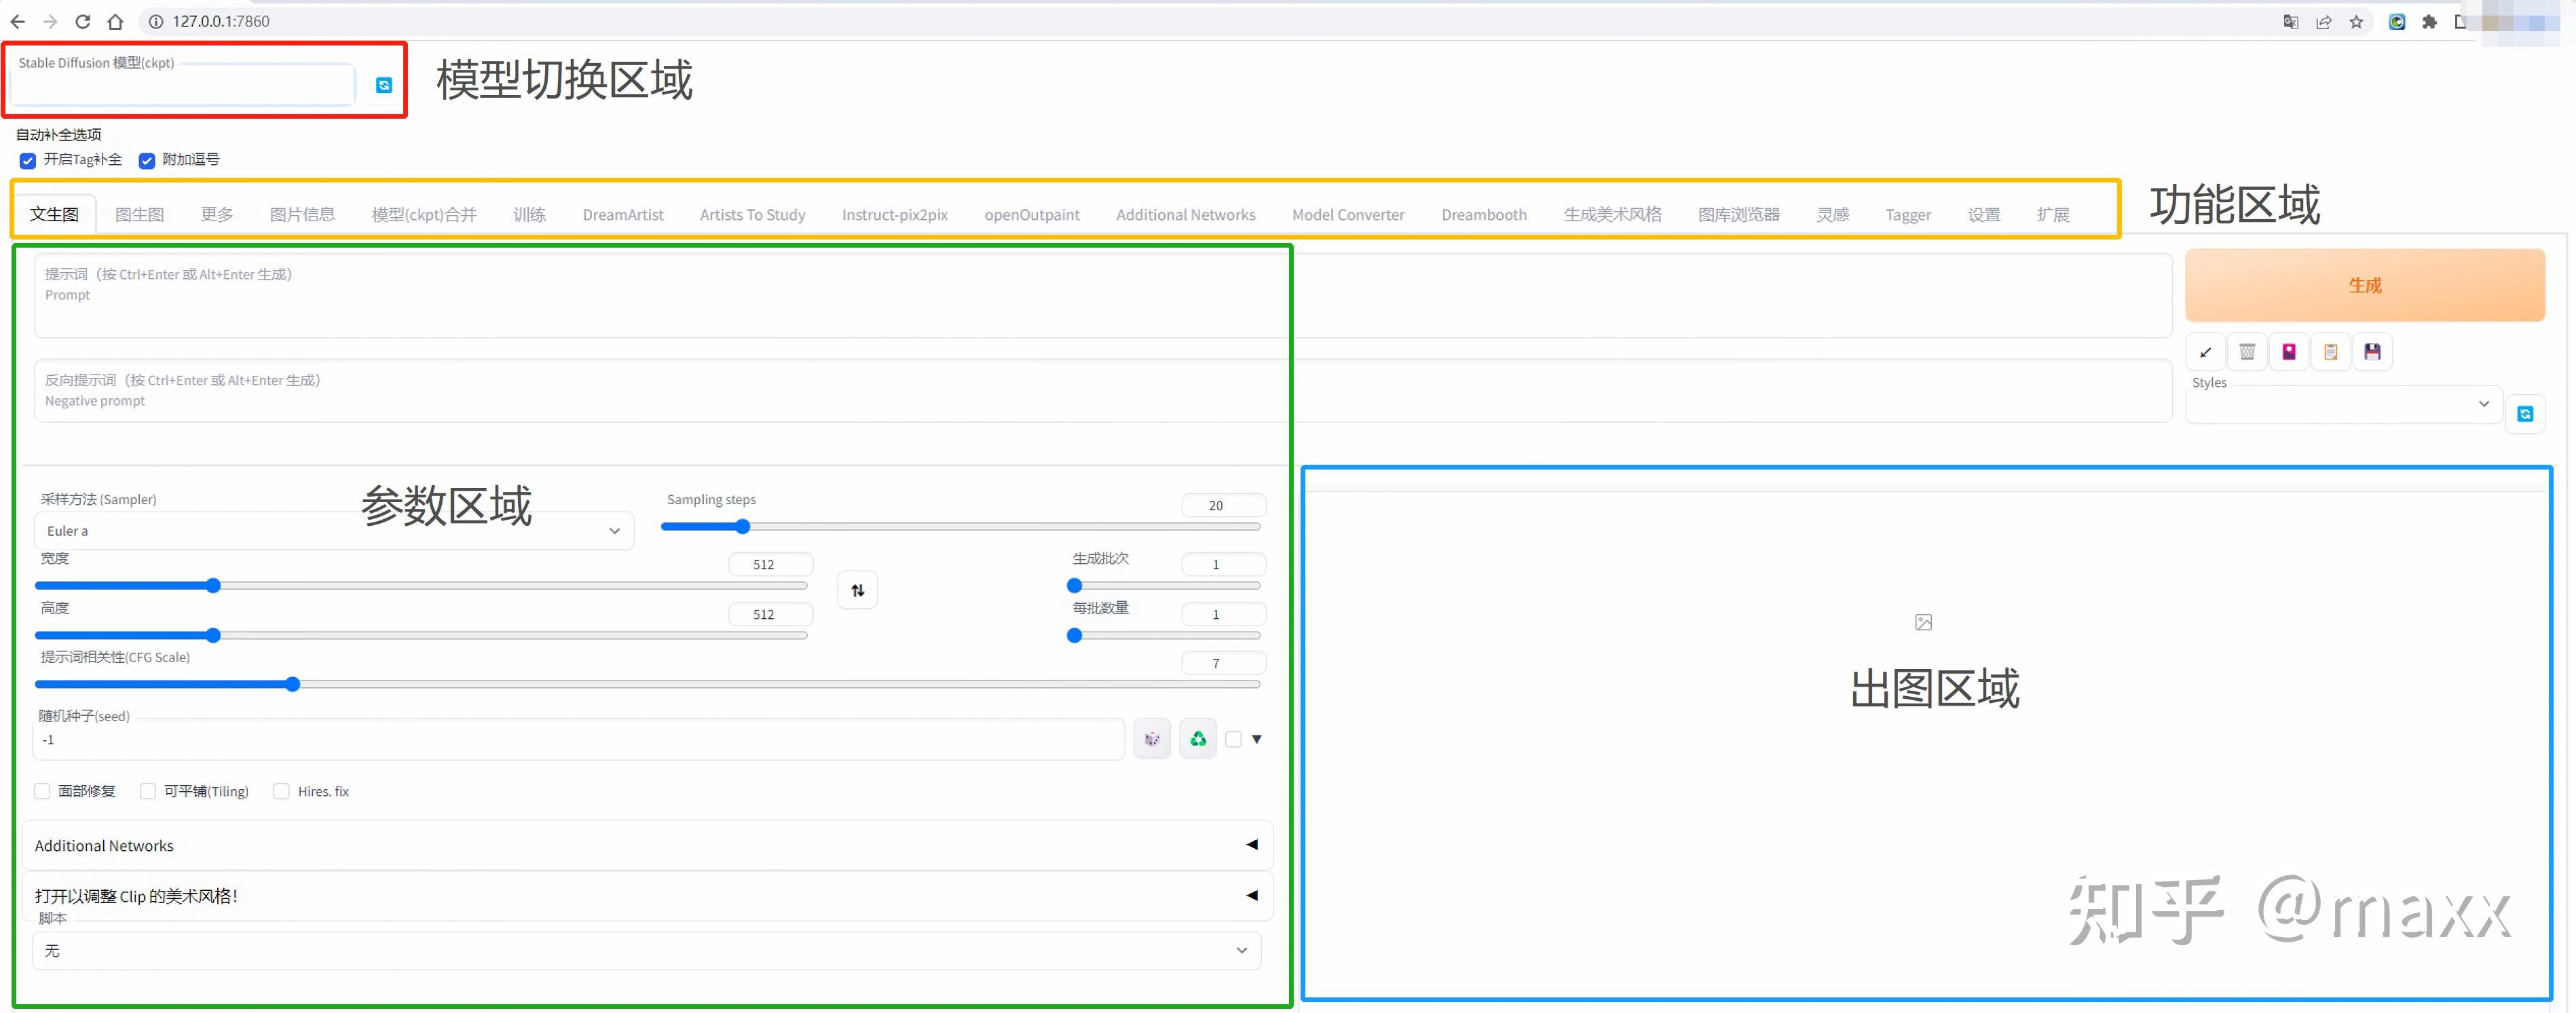 127.0.0.1:7860
Stable Diffusion 模型(ckpt)
模型切换区域
自动补全选项
开启Tag补全 附加逗号
文生图 图生图 更多 图片信息 模型(ckpt)合并 训练 DreamArtist Artists To Study Instruct-pix2pix openOutpaint Additional Networks Model Converter Dreambooth 生成美术风格 图库浏览器 灵感 Tagger 设置 扩展
功能区域
提示词（按 Ctrl+Enter 或 Alt+Enter 生成）
Prompt
生成
反向提示词（按 Ctrl+Enter 或 Alt+Enter 生成）
Negative prompt
Styles
采样方法 (Sampler)
Euler a
参数区域
Sampling steps
20
宽度
512
生成批次
1
高度
512
每批数量
1
提示词相关性(CFG Scale)
7
随机种子(seed)
-1
面部修复 可平铺(Tiling) Hires. fix
Additional Networks
打开以调整 Clip 的美术风格!
脚本
无
出图区域
知乎 @maxx